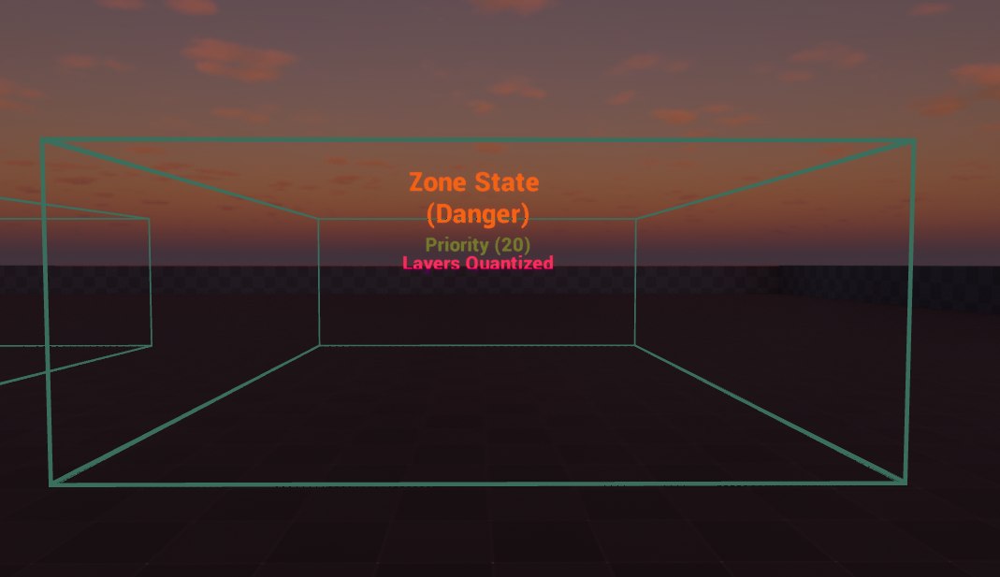 Zone State
(Danger)
Priority (20)
Layers Quantized